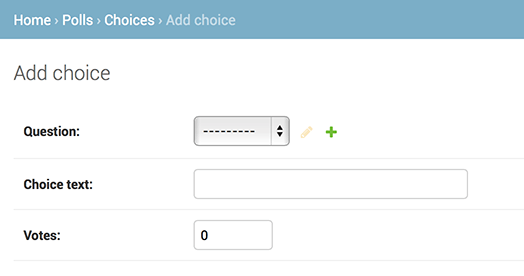 Home › Polls › Choices › Add choice
Add choice
Question: ---------
Choice text:
Votes: 0